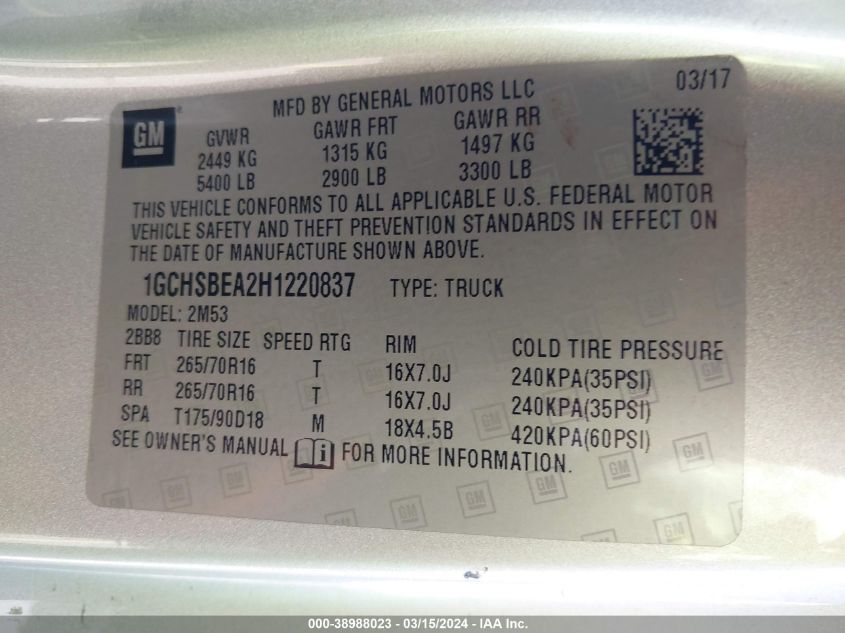 03/17
MFD BY GENERAL MOTORS LLC
GM
GVWR GAWR FRT GAWR RR
2449 KG 1315 KG 1497 KG
5400 LB 2900 LB 3300 LB
THIS VEHICLE CONFORMS TO ALL APPLICABLE U.S. FEDERAL MOTOR
VEHICLE SAFETY AND THEFT PREVENTION STANDARDS IN EFFECT ON
THE DATE OF MANUFACTURE SHOWN ABOVE.
1GCHSBEA2H1220837 TYPE: TRUCK
MODEL: 2M53
2BB8 TIRE SIZE SPEED RTG RIM COLD TIRE PRESSURE
FRT 265/70R16 T 16X7.0J 240KPA(35PSI)
RR 265/70R16 T 16X7.0J 240KPA(35PSI)
SPA T175/90D18 M 18X4.5B 420KPA(60PSI)
SEE OWNER'S MANUAL i FOR MORE INFORMATION.
000-38988023 - 03/15/2024 - IAA Inc.